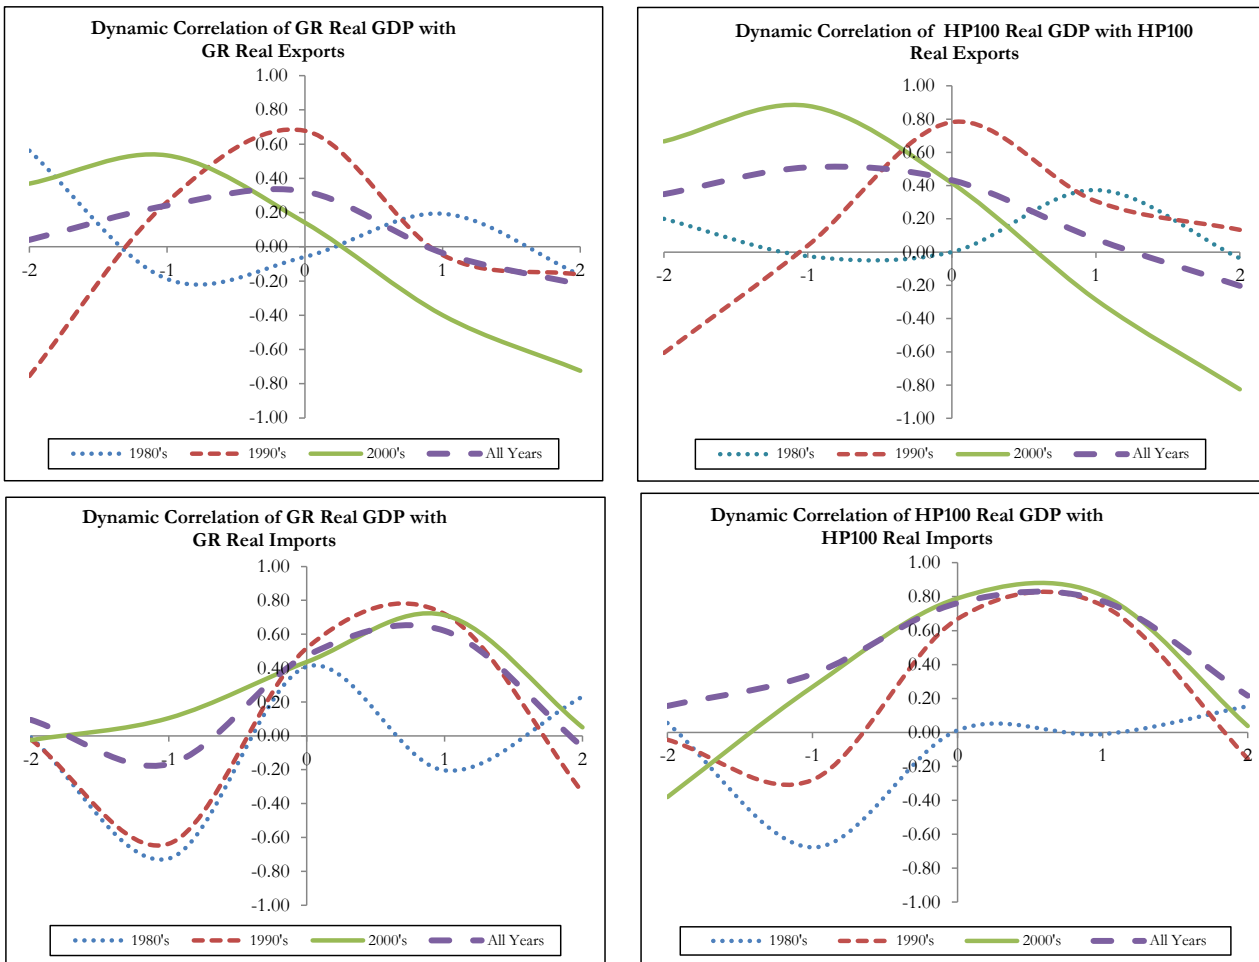 Dynamic Correlation of GR Real GDP with
GR Real Exports
1.00
0.80
0.60
0.40
0.20
0.00
-0.20
-0.40
-0.60
-0.80
-1.00
-2 -1 0 1 2
1980's 1990's 2000's All Years
Dynamic Correlation of HP100 Real GDP with HP100
Real Exports
1.00
0.80
0.60
0.40
0.20
0.00
-0.20
-0.40
-0.60
-0.80
-1.00
-2 -1 0 1 2
1980's 1990's 2000's All Years
Dynamic Correlation of GR Real GDP with
GR Real Imports
1.00
0.80
0.60
0.40
0.20
0.00
-0.20
-0.40
-0.60
-0.80
-1.00
-2 -1 0 1 2
1980's 1990's 2000's All Years
Dynamic Correlation of HP100 Real GDP with
HP100 Real Imports
1.00
0.80
0.60
0.40
0.20
0.00
-0.20
-0.40
-0.60
-0.80
-1.00
-2 -1 0 1 2
1980's 1990's 2000's All Years